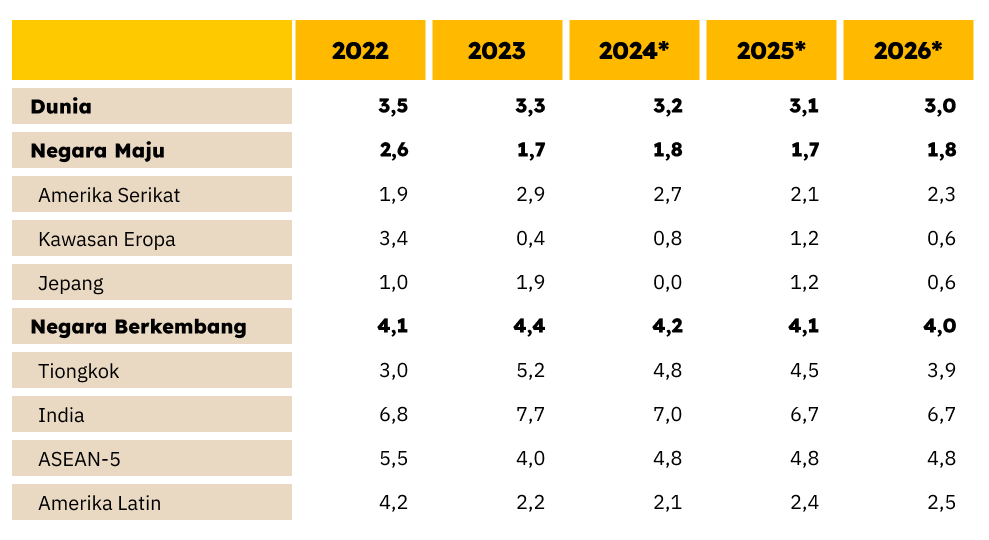 2022 2023 2024* 2025* 2026*
Dunia 3,5 3,3 3,2 3,1 3,0
Negara Maju 2,6 1,7 1,8 1,7 1,8
Amerika Serikat 1,9 2,9 2,7 2,1 2,3
Kawasan Eropa 3,4 0,4 0,8 1,2 0,6
Jepang 1,0 1,9 0,0 1,2 0,6
Negara Berkembang 4,1 4,4 4,2 4,1 4,0
Tiongkok 3,0 5,2 4,8 4,5 3,9
India 6,8 7,7 7,0 6,7 6,7
ASEAN-5 5,5 4,0 4,8 4,8 4,8
Amerika Latin 4,2 2,2 2,1 2,4 2,5